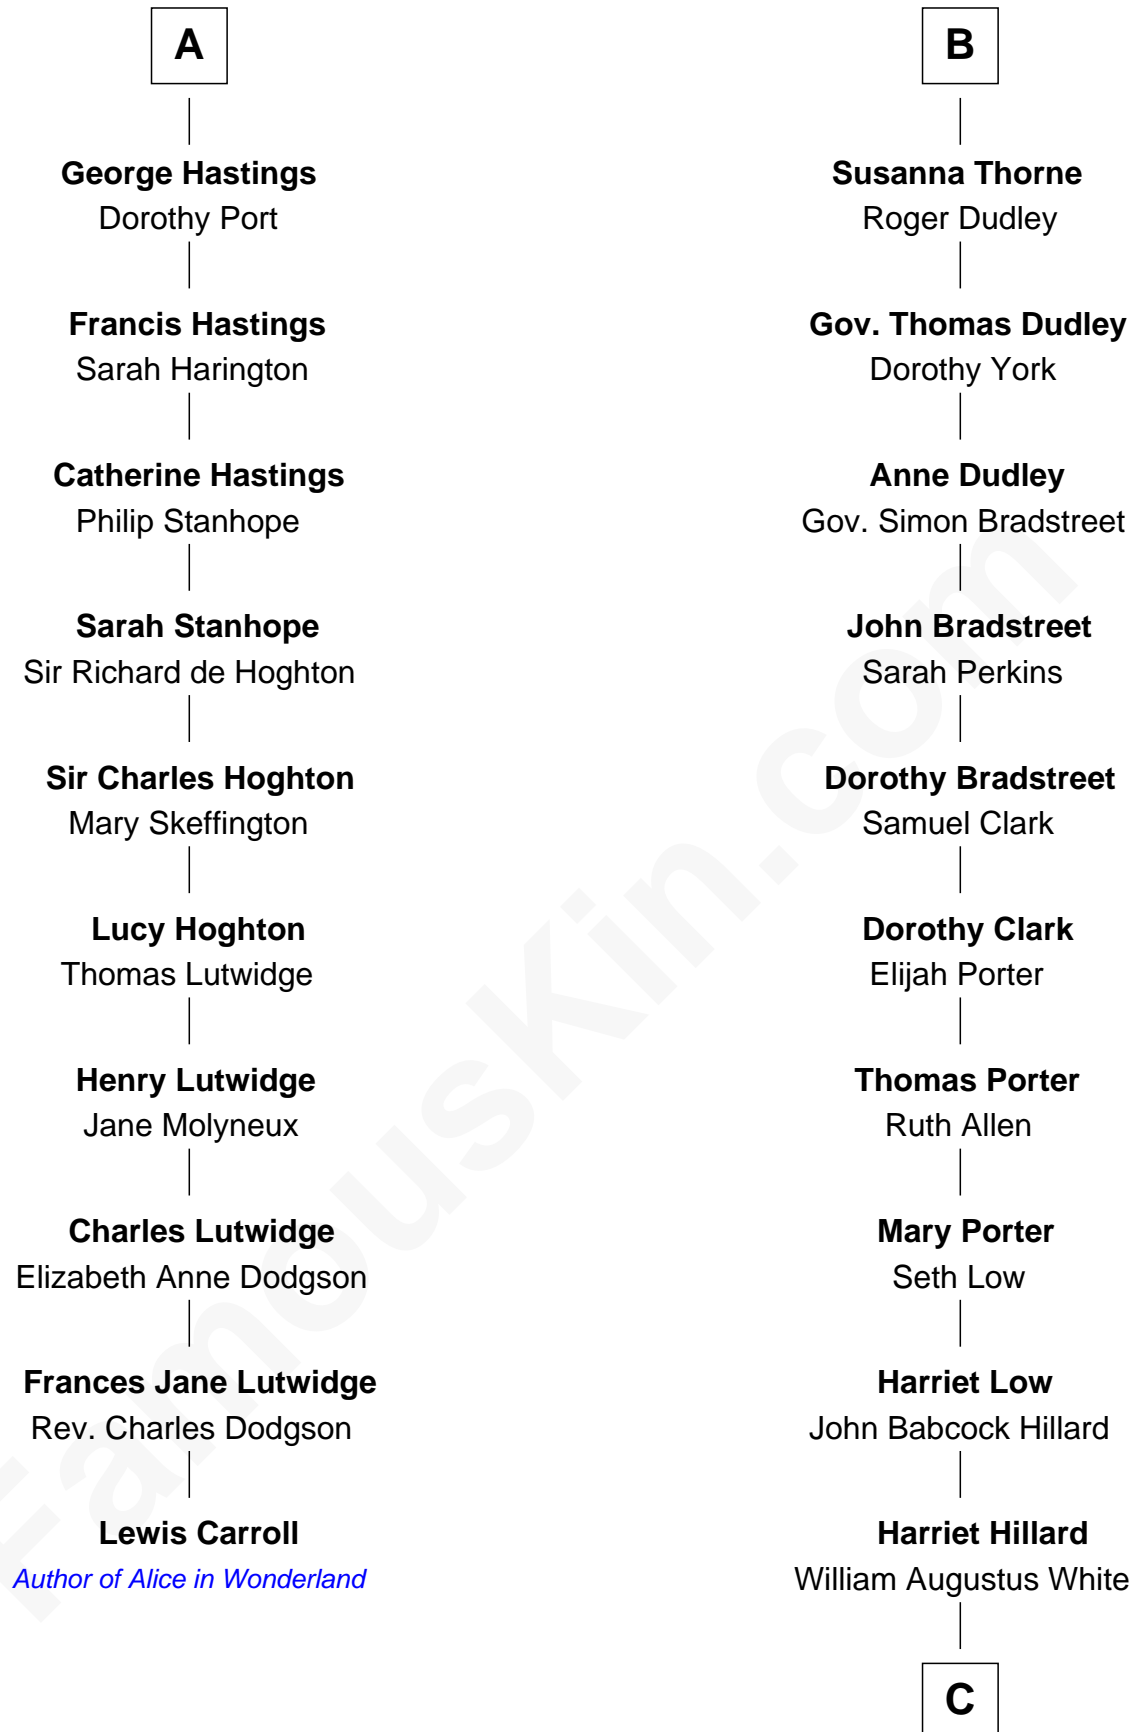 A
George Hastings
Dorothy Port
Francis Hastings
Sarah Harington
Catherine Hastings
Philip Stanhope
Sarah Stanhope
Sir Richard de Hoghton
Sir Charles Hoghton
Mary Skeffington
Lucy Hoghton
Thomas Lutwidge
Henry Lutwidge
Jane Molyneux
Charles Lutwidge
Elizabeth Anne Dodgson
Frances Jane Lutwidge
Rev. Charles Dodgson
Lewis Carroll
Author of Alice in Wonderland
B
Susanna Thorne
Roger Dudley
Gov. Thomas Dudley
Dorothy York
Anne Dudley
Gov. Simon Bradstreet
John Bradstreet
Sarah Perkins
Dorothy Bradstreet
Samuel Clark
Dorothy Clark
Elijah Porter
Thomas Porter
Ruth Allen
Mary Porter
Seth Low
Harriet Low
John Babcock Hillard
Harriet Hillard
William Augustus White
C
FamousKin.com